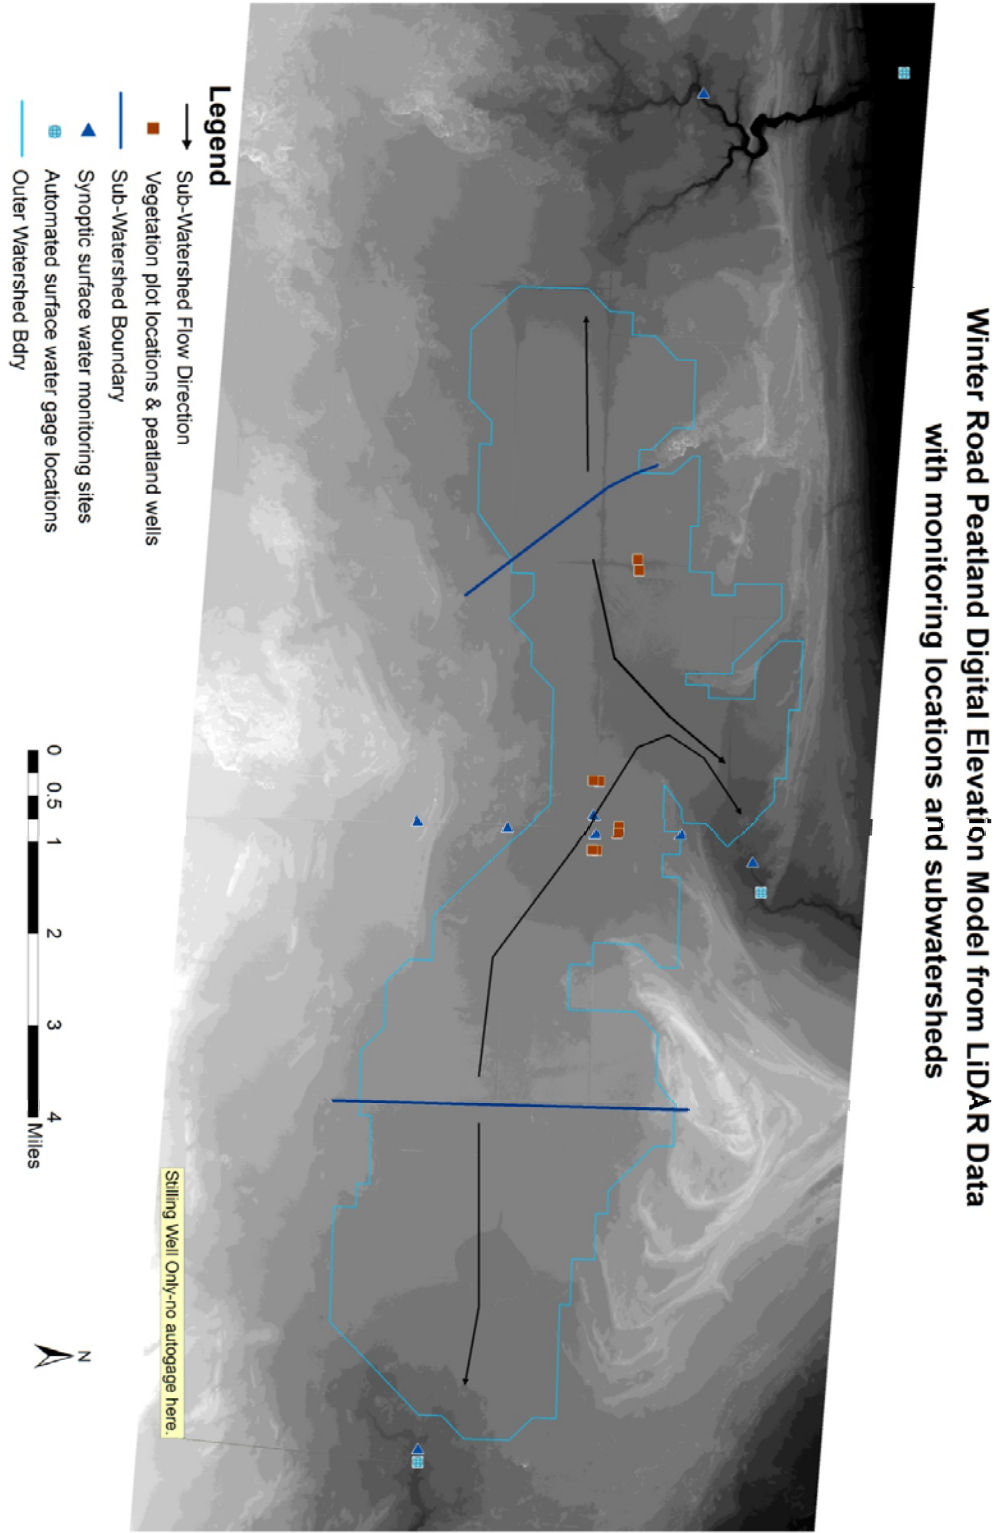 Winter Road Peatland Digital Elevation Model from LiDAR Data
with monitoring locations and subwatersheds
Legend
Sub-Watershed Flow Direction
Vegetation plot locations & peatland wells
Sub-Watershed Boundary
Synoptic surface water monitoring sites
Automated surface water gage locations
Outer Watershed Bdry
0 0.5 1 2 3 4
Miles
Stilling Well Only-no autogage here.
N